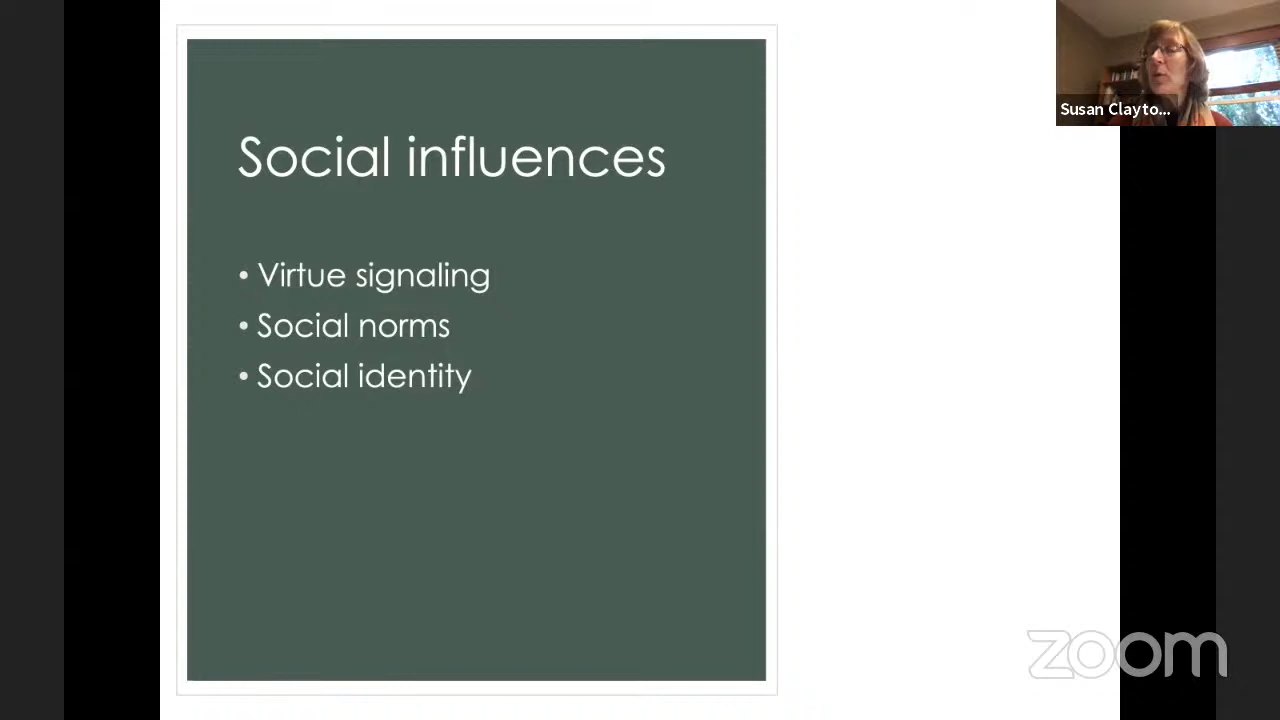 Social influences
• Virtue signaling
• Social norms
• Social identity
Susan Clayto...
zoom